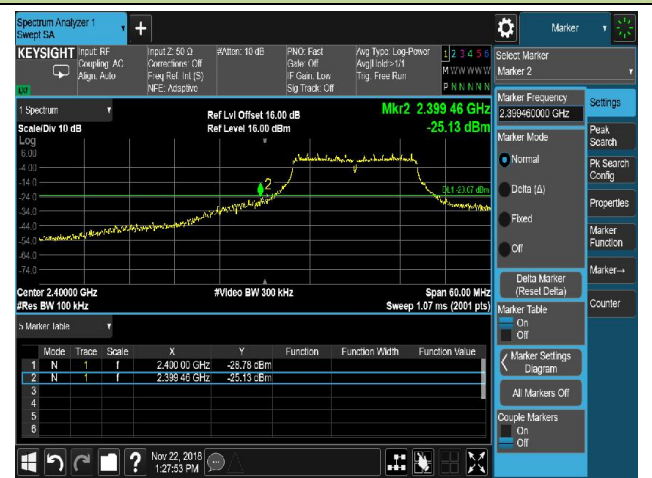 Spectrum Analyzer 1
Swept SA
Marker
KEYSIGHT
Input: RF
Coupling: AC
Align: Auto
Input Z: 50 Ω
Corrections: Off
Freq Ref: Int (S)
NFE: Adaptive
#Atten: 10 dB
PNO: Fast
Gate: Off
IF Gain: Low
Sig Track: Off
Avg Type: Log-Power
Avg|Hold:>1/1
Trig: Free Run
1 2 3 4 5 6
M W W W W W
P N N N N N
Select Marker
Marker 2
1 Spectrum
Scale/Div 10 dB
Ref Lvl Offset 16.00 dB
Ref Level 16.00 dBm
Mkr2 2.399 46 GHz
-25.13 dBm
Log
6.00
-4.00
-14.0
-24.0
-34.0
-44.0
-54.0
-64.0
-74.0
2
DL1 -23.07 dBm
Center 2.40000 GHz
#Res BW 100 kHz
#Video BW 300 kHz
Span 60.00 MHz
Sweep 1.07 ms (2001 pts)
Marker Frequency
2.399460000 GHz
Marker Mode
Normal
Delta (Δ)
Fixed
Off
Delta Marker
(Reset Delta)
Marker Table
On
Off
Marker Settings
Diagram
All Markers Off
Couple Markers
On
Off
Settings
Peak
Search
Pk Search
Config
Properties
Marker
Function
Marker→
Counter
5 Marker Table
Mode Trace Scale X Y Function Function Width Function Value
1 N 1 f 2.400 00 GHz -28.78 dBm
2 N 1 f 2.399 46 GHz -25.13 dBm
3
4
5
6
?
Nov 22, 2018
1:27:53 PM